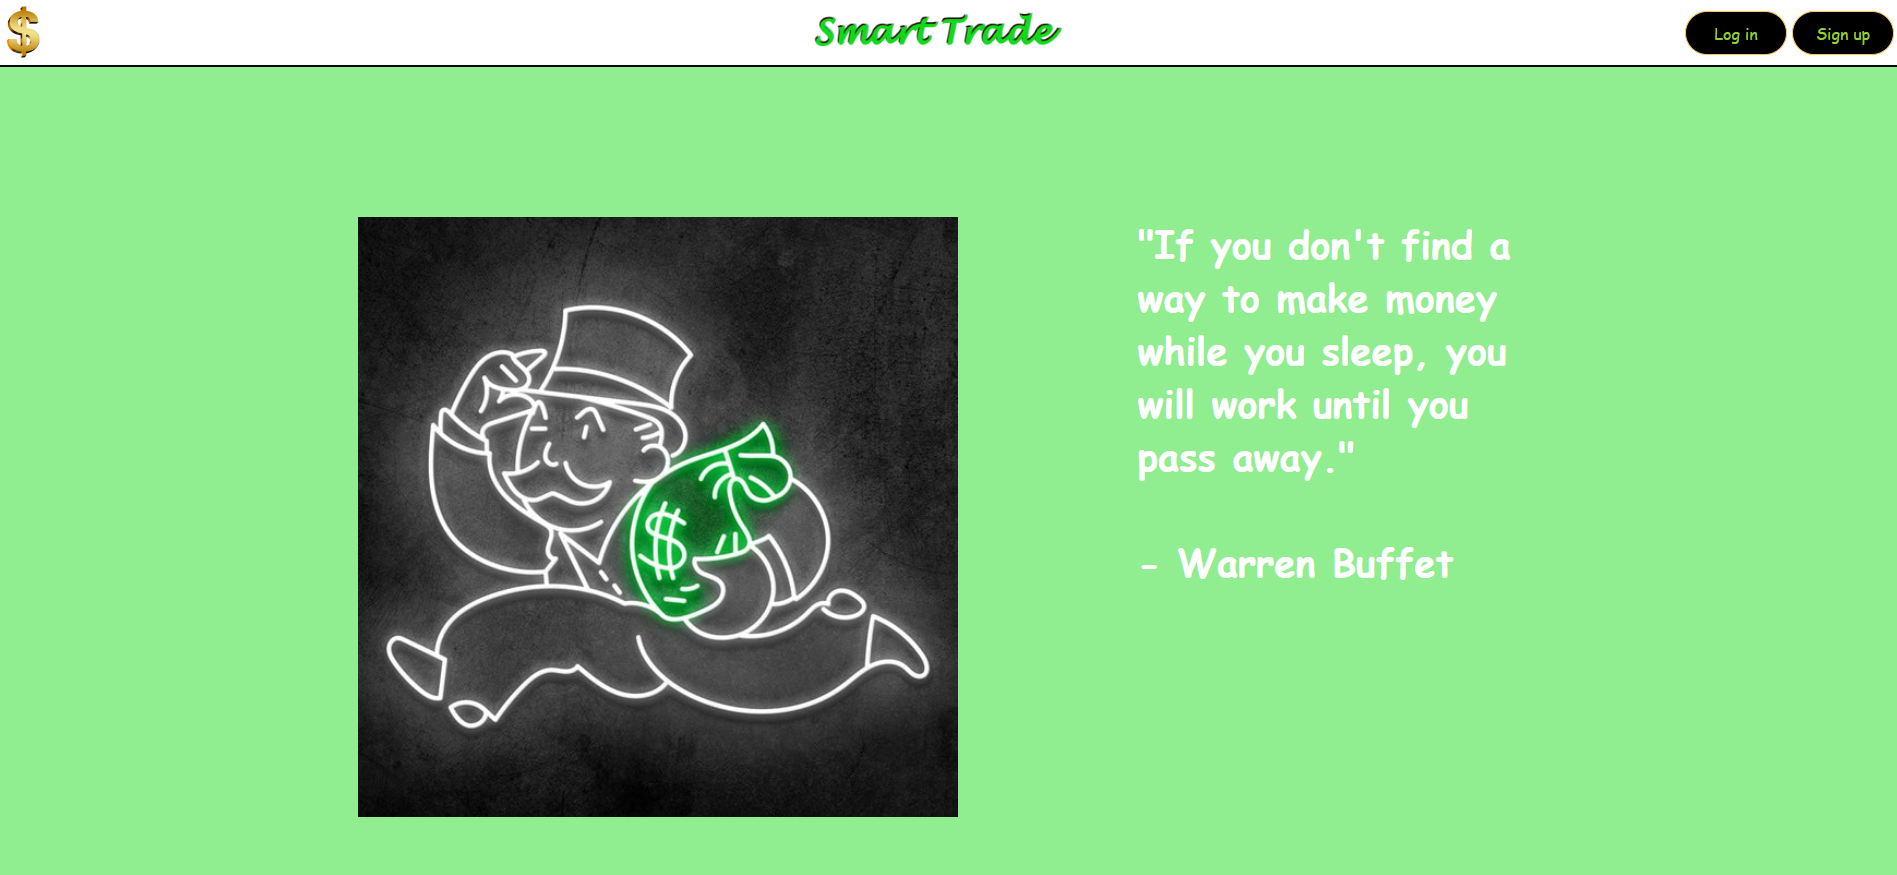 $
Smart Trade
Log in
Sign up
$
"If you don't find a
way to make money
while you sleep, you
will work until you
pass away."
- Warren Buffet